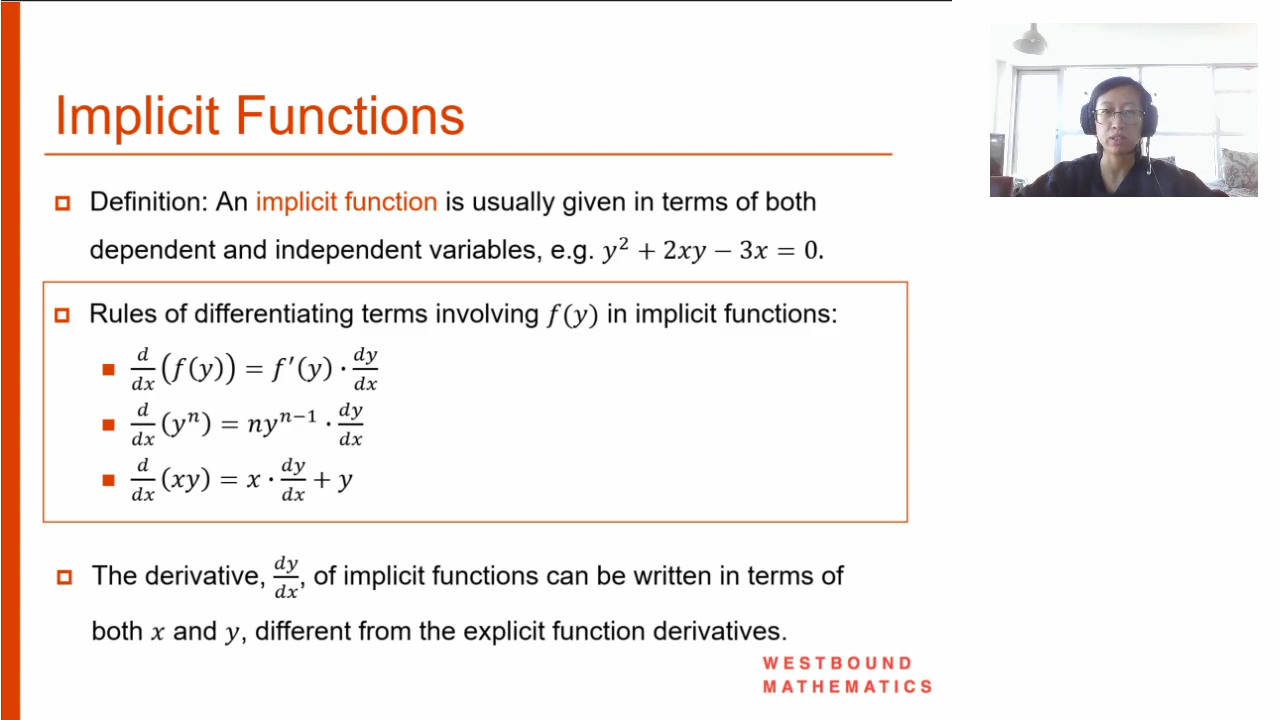 Implicit Functions
Definition: An implicit function is usually given in terms of both
dependent and independent variables, e.g. y² + 2xy − 3x = 0.
Rules of differentiating terms involving f(y) in implicit functions:
d/dx (f(y)) = f′(y) · dy/dx
d/dx (yⁿ) = nyⁿ⁻¹ · dy/dx
d/dx (xy) = x · dy/dx + y
The derivative, dy/dx, of implicit functions can be written in terms of
both x and y, different from the explicit function derivatives.
WESTBOUND
MATHEMATICS